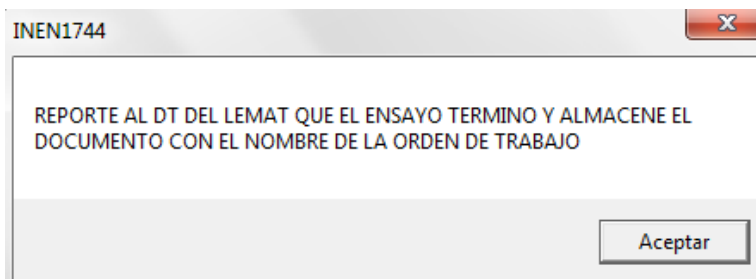 INEN1744
REPORTE AL DT DEL LEMAT QUE EL ENSAYO TERMINO Y ALMACENE EL
DOCUMENTO CON EL NOMBRE DE LA ORDEN DE TRABAJO
Aceptar